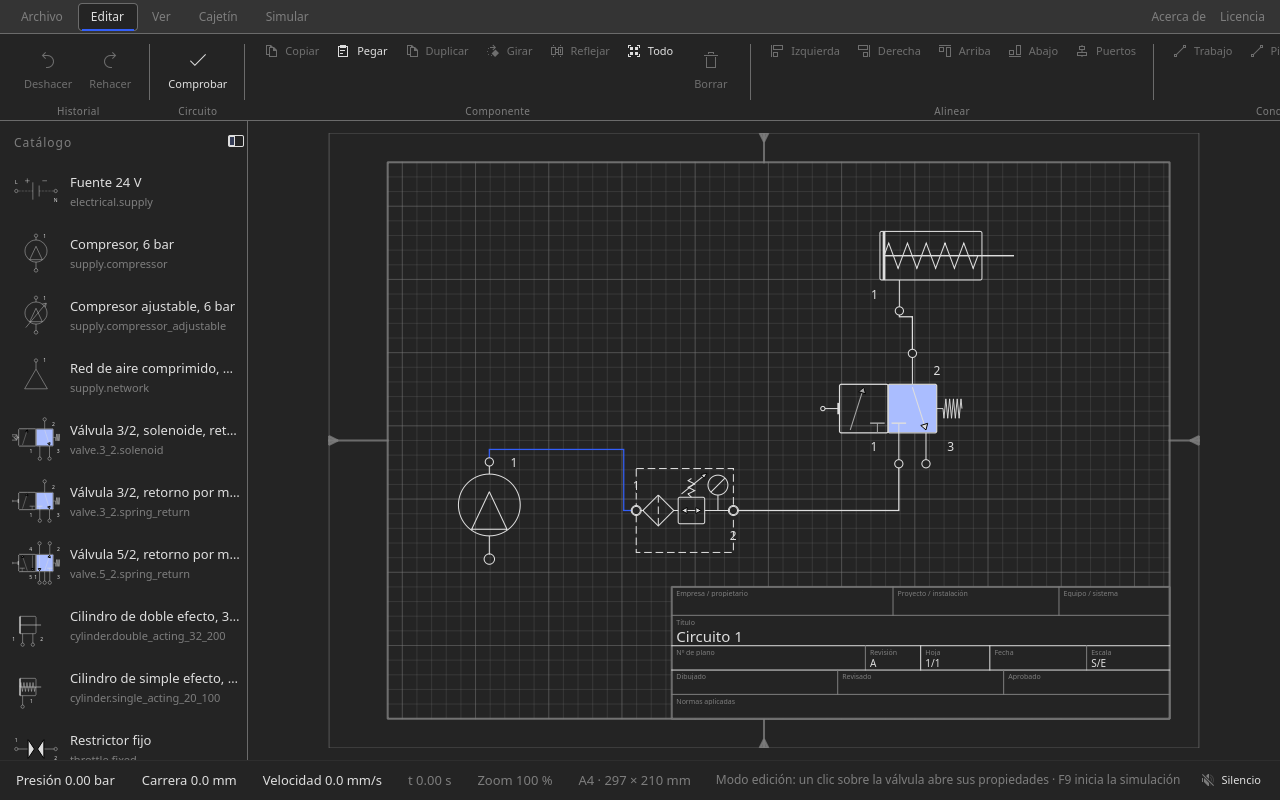 Archivo Editar Ver Cajetín Simular Acerca de Licencia
Copiar Pegar Duplicar Girar Reflejar Todo Izquierda Derecha Arriba Abajo Puertos Trabajo
Deshacer Rehacer Comprobar Borrar
Historial Circuito Componente Alinear
Catálogo
Fuente 24 V
electrical.supply
Compresor, 6 bar
supply.compressor
Compresor ajustable, 6 bar
supply.compressor_adjustable
Red de aire comprimido, ...
supply.network
Válvula 3/2, solenoide, ret...
valve.3_2.solenoid
Válvula 3/2, retorno por m...
valve.3_2.spring_return
Válvula 5/2, retorno por m...
valve.5_2.spring_return
Cilindro de doble efecto, 3...
cylinder.double_acting_32_200
Cilindro de simple efecto, ...
cylinder.single_acting_20_100
Restrictor fijo
throttle.fixed
1
2
1 3
1
1
2
Empresa / propietario Proyecto / instalación Equipo / sistema
Título
Circuito 1
Nº de plano Revisión Hoja Fecha Escala
A 1/1 S/E
Dibujado Revisado Aprobado
Normas aplicadas
Presión 0.00 bar Carrera 0.0 mm Velocidad 0.0 mm/s t 0.00 s Zoom 100 % A4 · 297 × 210 mm Modo edición: un clic sobre la válvula abre sus propiedades · F9 inicia la simulación Silencio